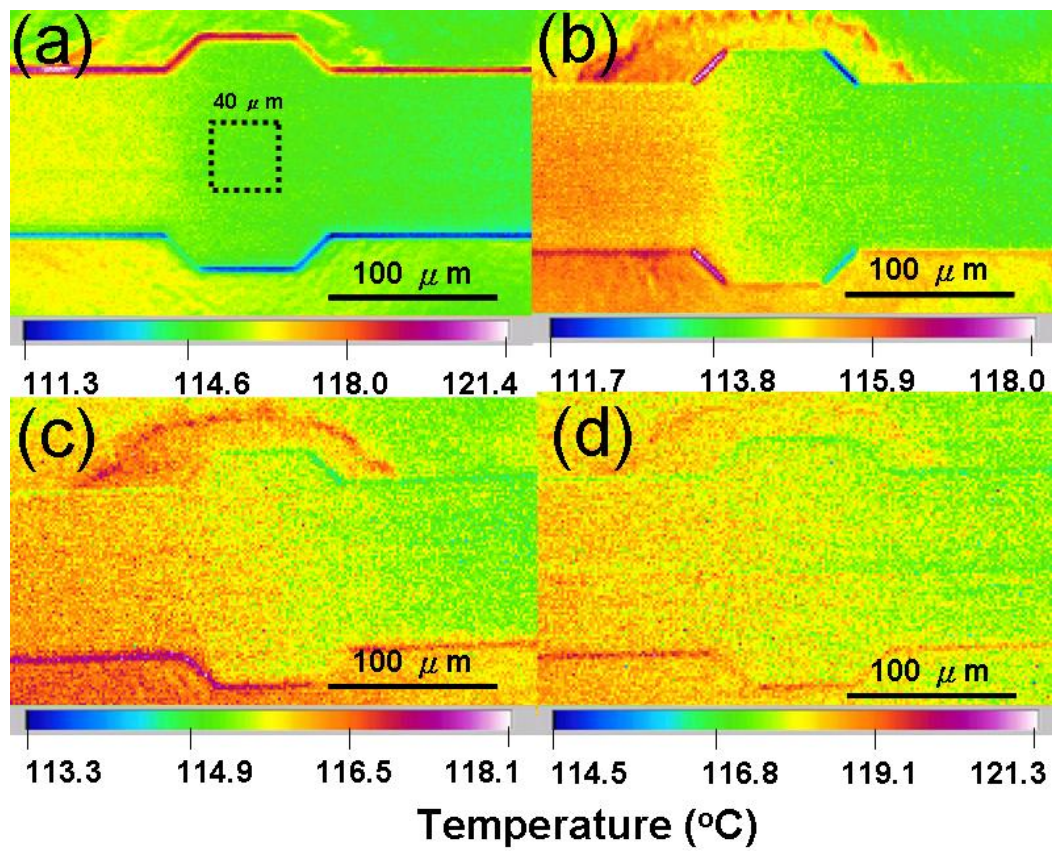 (a)
(b)
40 μm
100 μm
100 μm
111.3 114.6 118.0 121.4
111.7 113.8 115.9 118.0
(c)
(d)
100 μm
100 μm
113.3 114.9 116.5 118.1
114.5 116.8 119.1 121.3
Temperature (°C)